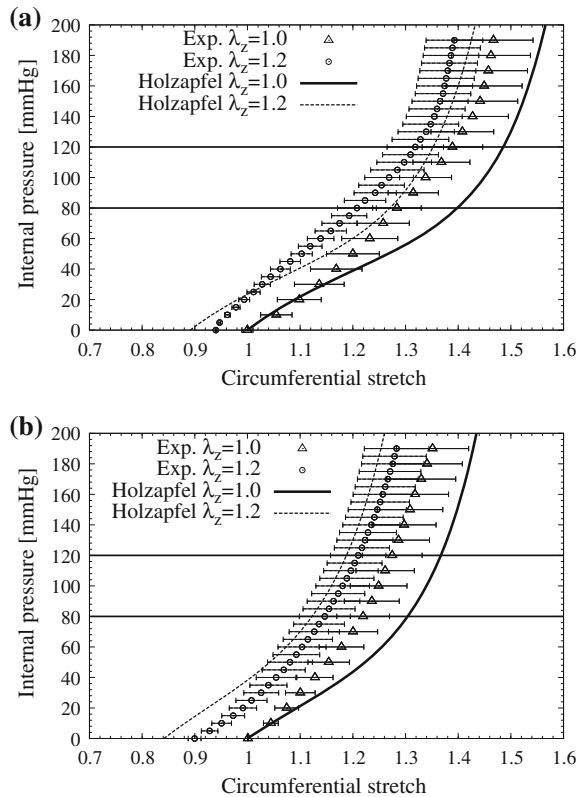 (a)
200
180
160
140
120
100
80
60
40
20
0
Internal pressure [mmHg]
Exp. λz=1.0
Exp. λz=1.2
Holzapfel λz=1.0
Holzapfel λz=1.2
0.7 0.8 0.9 1 1.1 1.2 1.3 1.4 1.5 1.6
Circumferential stretch
(b)
200
180
160
140
120
100
80
60
40
20
0
Internal pressure [mmHg]
Exp. λz=1.0
Exp. λz=1.2
Holzapfel λz=1.0
Holzapfel λz=1.2
0.7 0.8 0.9 1 1.1 1.2 1.3 1.4 1.5 1.6
Circumferential stretch